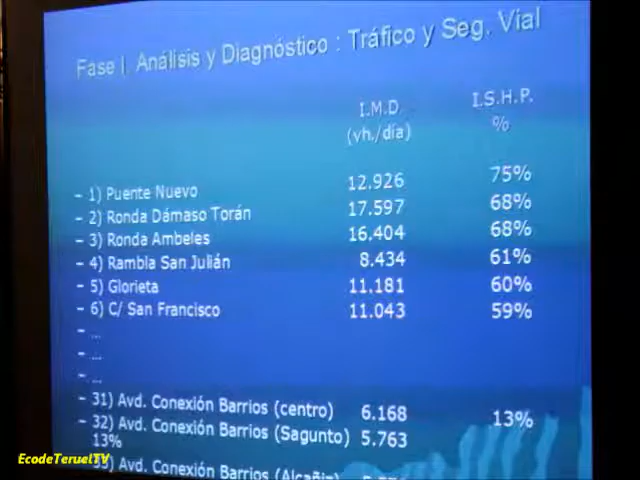 Fase I. Análisis y Diagnóstico : Tráfico y Seg. Víal
I.M.D I.S.H.P.
(vh./día) %
– 1) Puente Nuevo 12.926 75%
– 2) Ronda Dámaso Torán 17.597 68%
– 3) Ronda Ambeles 16.404 68%
– 4) Rambla San Julián 8.434 61%
– 5) Glorieta 11.181 60%
– 6) C/ San Francisco 11.043 59%
– ...
– ...
– ...
– 31) Avd. Conexión Barrios (centro) 6.168 13%
– 32) Avd. Conexión Barrios (Sagunto) 5.763
13%
33) Avd. Conexión Barrios (Alcañiz)
EcodeTeruelTV